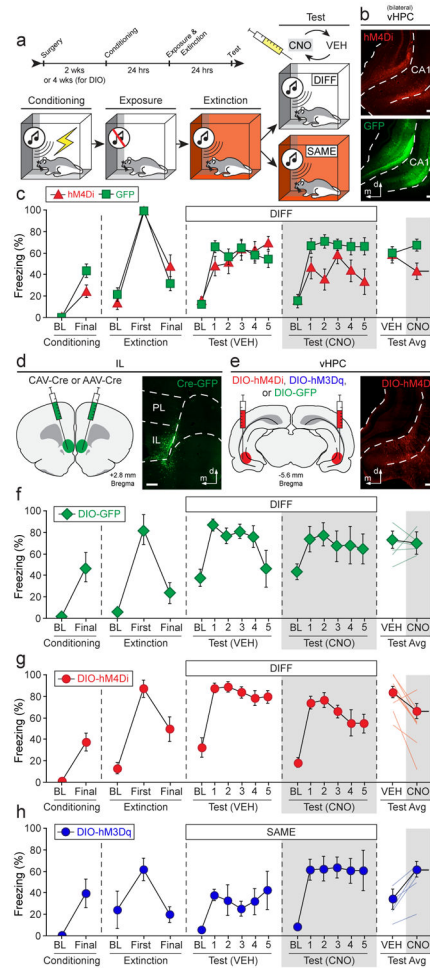 a
Surgery
Conditioning
Exposure &
Extinction
Test
2 wks
or 4 wks (for DIO)
24 hrs
24 hrs
Test
CNO
VEH
Conditioning
Exposure
Extinction
DIFF
SAME
b
(bilateral)
vHPC
hM4Di
CA1
GFP
CA1
d
m
c
hM4Di
GFP
DIFF
Freezing (%)
100
80
60
40
20
0
BL Final
BL First Final
BL 1 2 3 4 5
BL 1 2 3 4 5
VEH CNO
Conditioning
Extinction
Test (VEH)
Test (CNO)
Test Avg
d
IL
CAV-Cre or AAV-Cre
+2.8 mm
Bregma
Cre-GFP
PL
IL
d
m
e
vHPC
DIO-hM4Di, DIO-hM3Dq,
or DIO-GFP
-5.6 mm
Bregma
DIO-hM4D
d
m
f
DIO-GFP
DIFF
Freezing (%)
100
80
60
40
20
0
BL Final
BL First Final
BL 1 2 3 4 5
BL 1 2 3 4 5
VEH CNO
Conditioning
Extinction
Test (VEH)
Test (CNO)
Test Avg
g
DIO-hM4Di
DIFF
Freezing (%)
100
80
60
40
20
0
BL Final
BL First Final
BL 1 2 3 4 5
BL 1 2 3 4 5
VEH CNO
Conditioning
Extinction
Test (VEH)
Test (CNO)
Test Avg
h
DIO-hM3Dq
SAME
Freezing (%)
100
80
60
40
20
0
BL Final
BL First Final
BL 1 2 3 4 5
BL 1 2 3 4 5
VEH CNO
Conditioning
Extinction
Test (VEH)
Test (CNO)
Test Avg